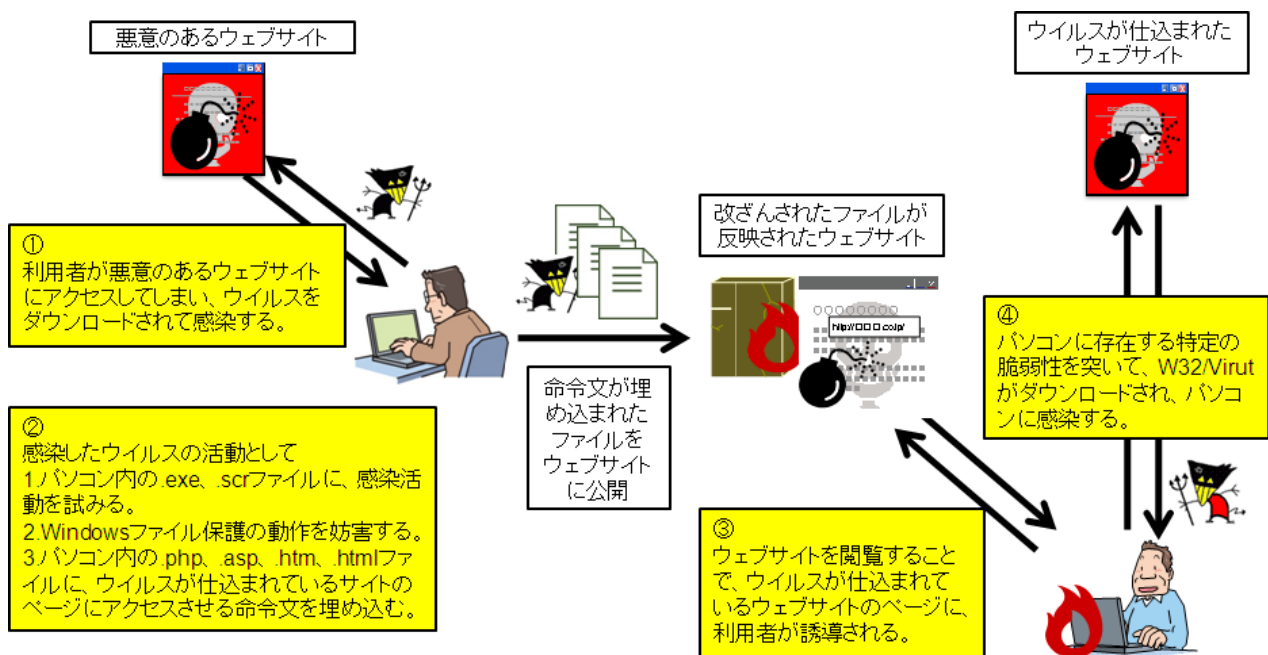 悪意のあるウェブサイト
ウイルスが仕込まれた
ウェブサイト
①
利用者が悪意のあるウェブサイト
にアクセスしてしまい、ウイルスを
ダウンロードされて感染する。
②
感染したウイルスの活動として
1.パソコン内の.exe、.scrファイルに、感染活
動を試みる。
2.Windowsファイル保護の動作を妨害する。
3.パソコン内の.php、.asp、.htm、.htmlファ
イルに、ウイルスが仕込まれているサイトの
ページにアクセスさせる命令文を埋め込む。
命令文が埋
め込まれた
ファイルを
ウェブサイト
に公開
改ざんされたファイルが
反映されたウェブサイト
○○○○○○○○
http://□□□.co.jp/
③
ウェブサイトを閲覧すること
で、ウイルスが仕込まれて
いるウェブサイトのページに、
利用者が誘導される。
④
パソコンに存在する特定の
脆弱性を突いて、W32/Virut
がダウンロードされ、パソコ
ンに感染する。